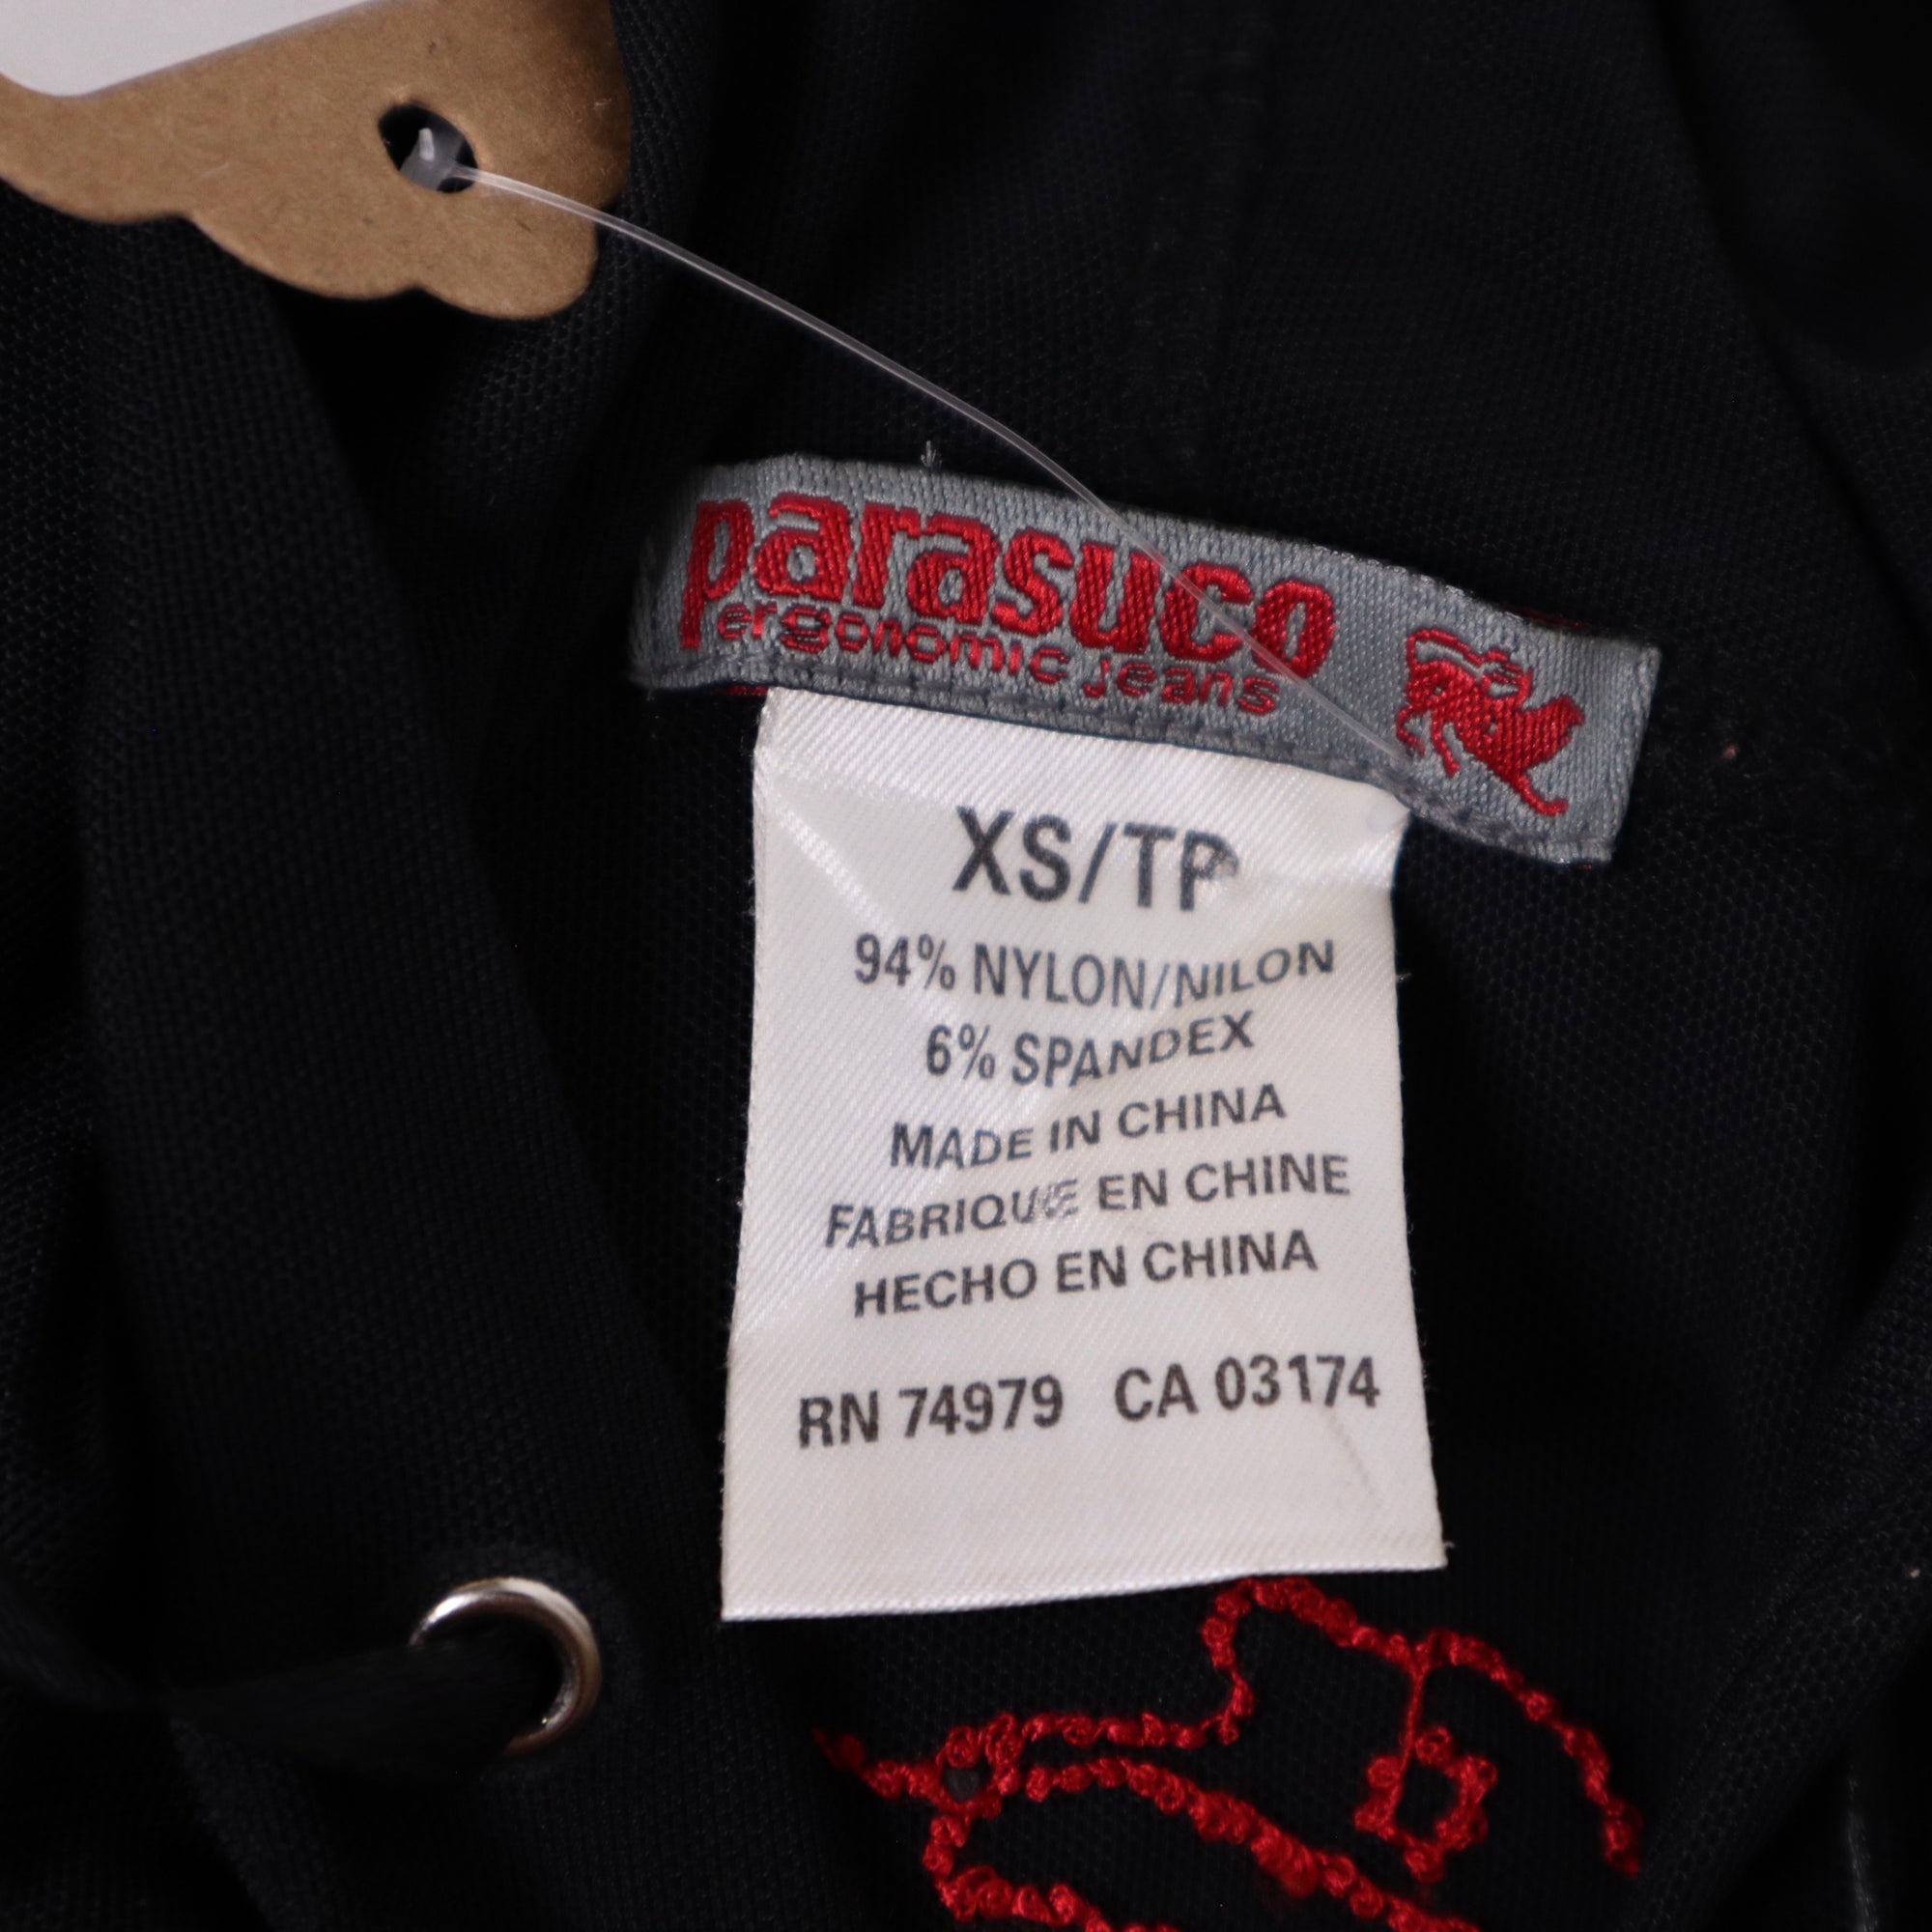 parasuco
ergonomic jeans
XS/TP
94% NYLON/NILON
6% SPANDEX
MADE IN CHINA
FABRIQUE EN CHINE
HECHO EN CHINA
RN 74979 CA 03174